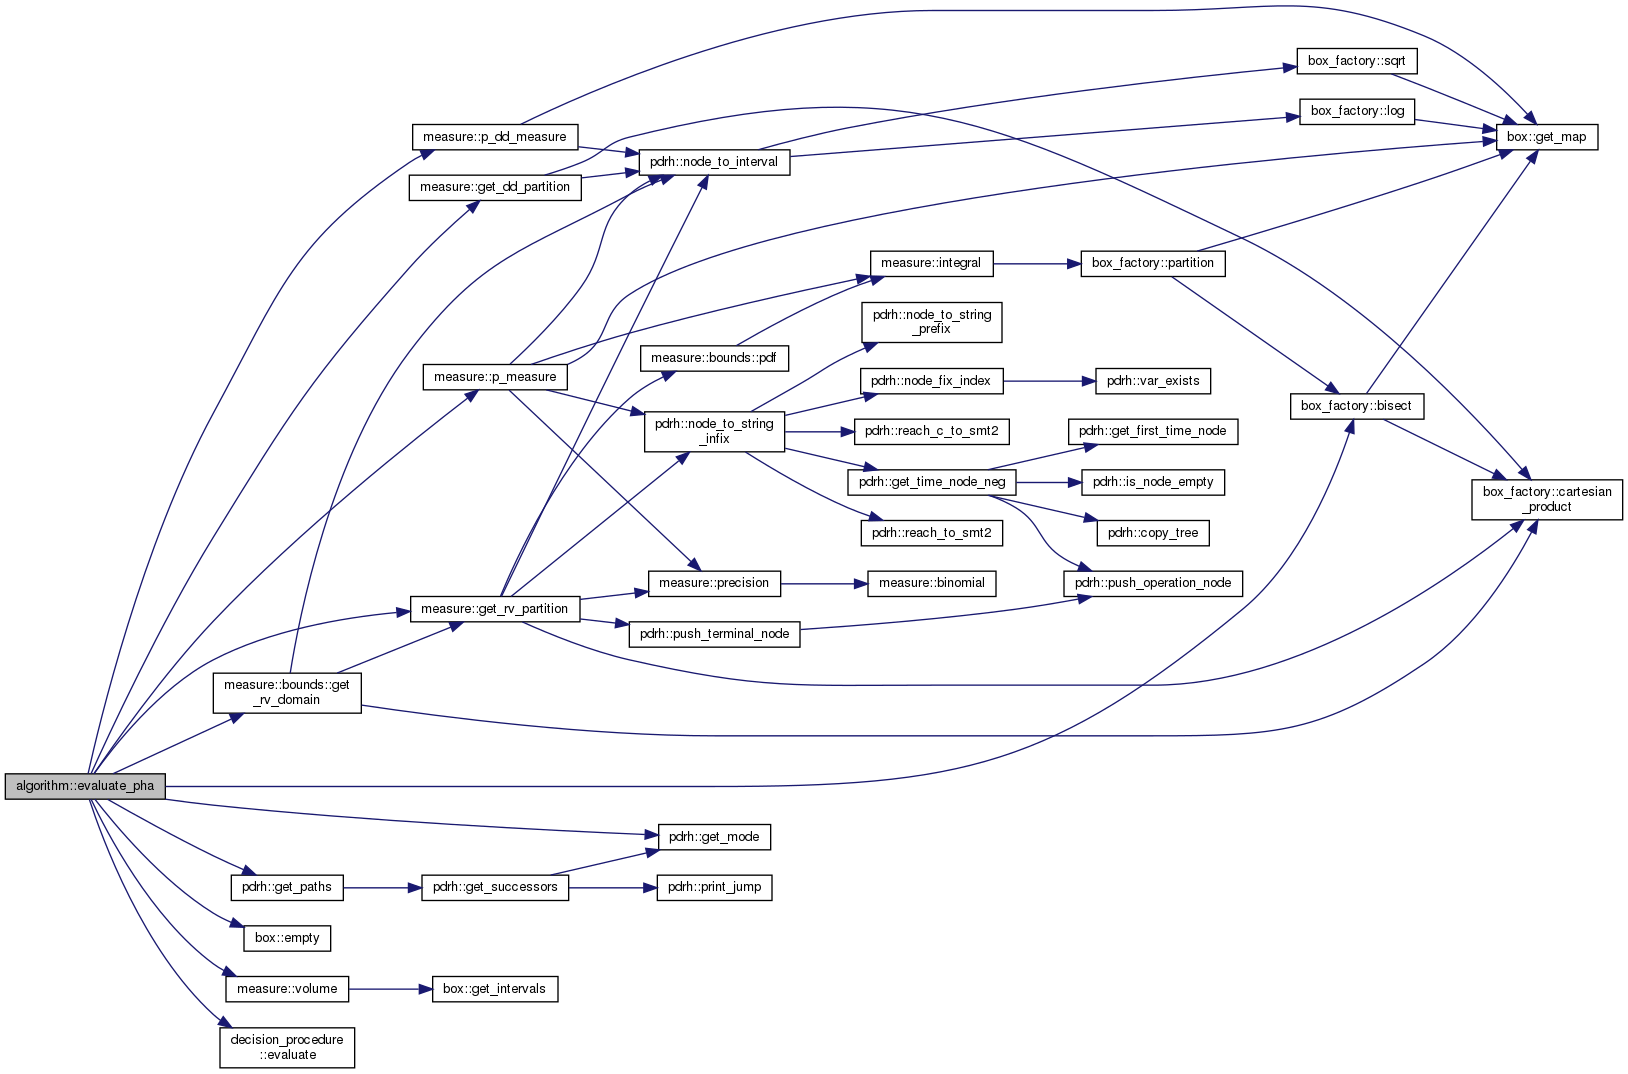 box_factory::sqrt
box_factory::log
measure::p_dd_measure
box::get_map
pdrh::node_to_interval
measure::get_dd_partition
measure::integral
box_factory::partition
pdrh::node_to_string
_prefix
measure::bounds::pdf
measure::p_measure
pdrh::node_fix_index
pdrh::var_exists
box_factory::bisect
pdrh::node_to_string
_infix
pdrh::reach_c_to_smt2
pdrh::get_first_time_node
pdrh::get_time_node_neg
pdrh::is_node_empty
box_factory::cartesian
_product
pdrh::reach_to_smt2
pdrh::copy_tree
measure::precision
measure::binomial
pdrh::push_operation_node
measure::get_rv_partition
pdrh::push_terminal_node
measure::bounds::get
_rv_domain
algorithm::evaluate_pha
pdrh::get_mode
pdrh::get_paths
pdrh::get_successors
pdrh::print_jump
box::empty
measure::volume
box::get_intervals
decision_procedure
::evaluate